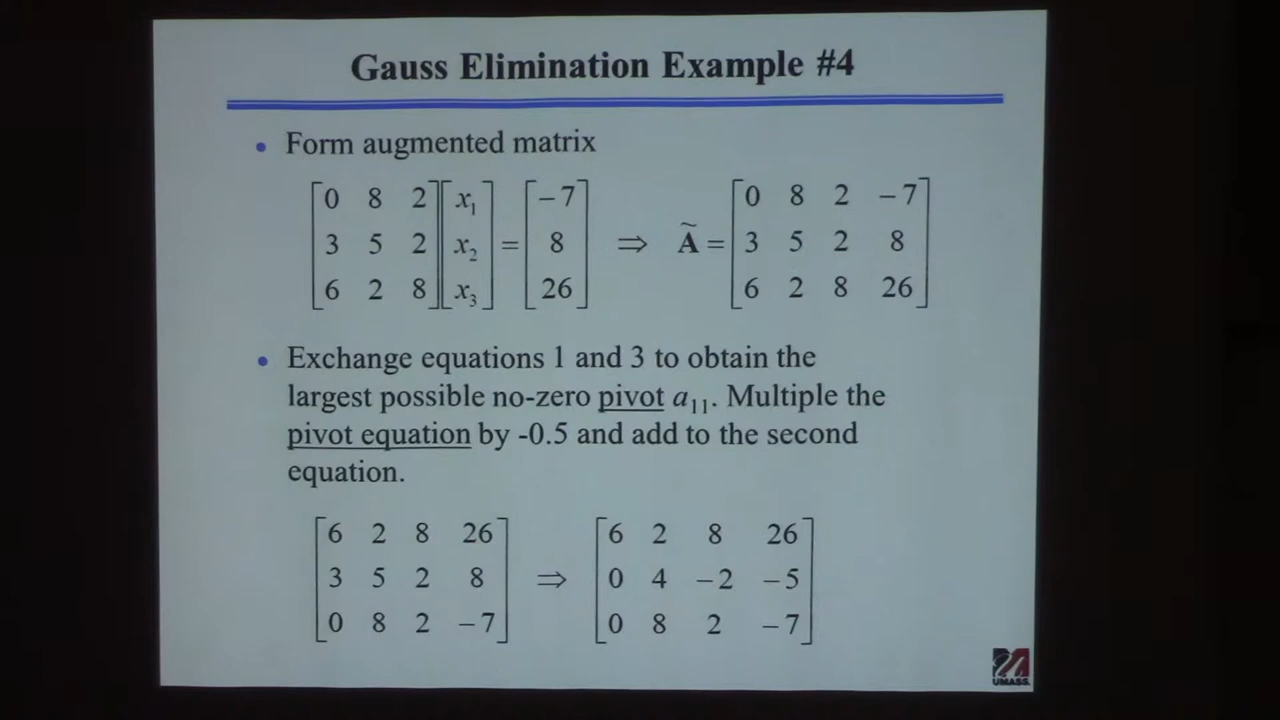 Gauss Elimination Example #4
• Form augmented matrix
[0 8 2] [x₁] = [−7] ⇒ Ã = [0 8 2 −7]
[3 5 2] [x₂] = [8] ⇒ Ã = [3 5 2 8]
[6 2 8] [x₃] = [26] ⇒ Ã = [6 2 8 26]
• Exchange equations 1 and 3 to obtain the
largest possible no-zero pivot a₁₁. Multiple the
pivot equation by -0.5 and add to the second
equation.
[6 2 8 26] ⇒ [6 2 8 26]
[3 5 2 8] ⇒ [0 4 −2 −5]
[0 8 2 −7] ⇒ [0 8 2 −7]
UMASS